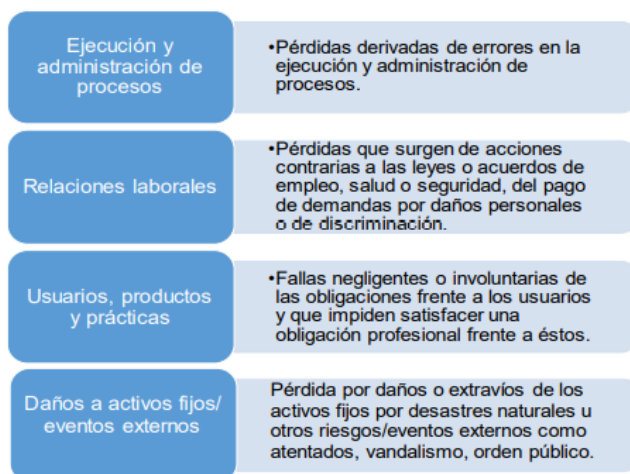 Ejecución y
administración de
procesos
•Pérdidas derivadas de errores en la
ejecución y administración de
procesos.
Relaciones laborales
•Pérdidas que surgen de acciones
contrarias a las leyes o acuerdos de
empleo, salud o seguridad, del pago
de demandas por daños personales
o de discriminación.
Usuarios, productos
y prácticas
•Fallas negligentes o involuntarias de
las obligaciones frente a los usuarios
y que impiden satisfacer una
obligación profesional frente a éstos.
Daños a activos fijos/
eventos externos
Pérdida por daños o extravíos de los
activos fijos por desastres naturales u
otros riesgos/eventos externos como
atentados, vandalismo, orden público.